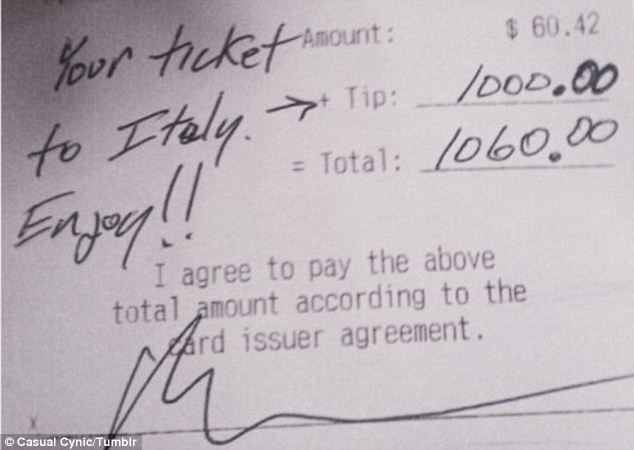 Your ticket Amount: $ 60.42
to Italy. → + Tip: 1000.00
Enjoy!! = Total: 1060.00
I agree to pay the above
total amount according to the
card issuer agreement.
X
© Casual Cynic/Tumblr